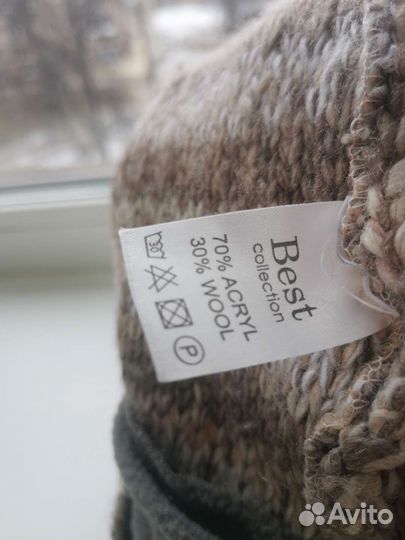 Best
collection
70% ACRYL
30% WOOL
30
P
Avito